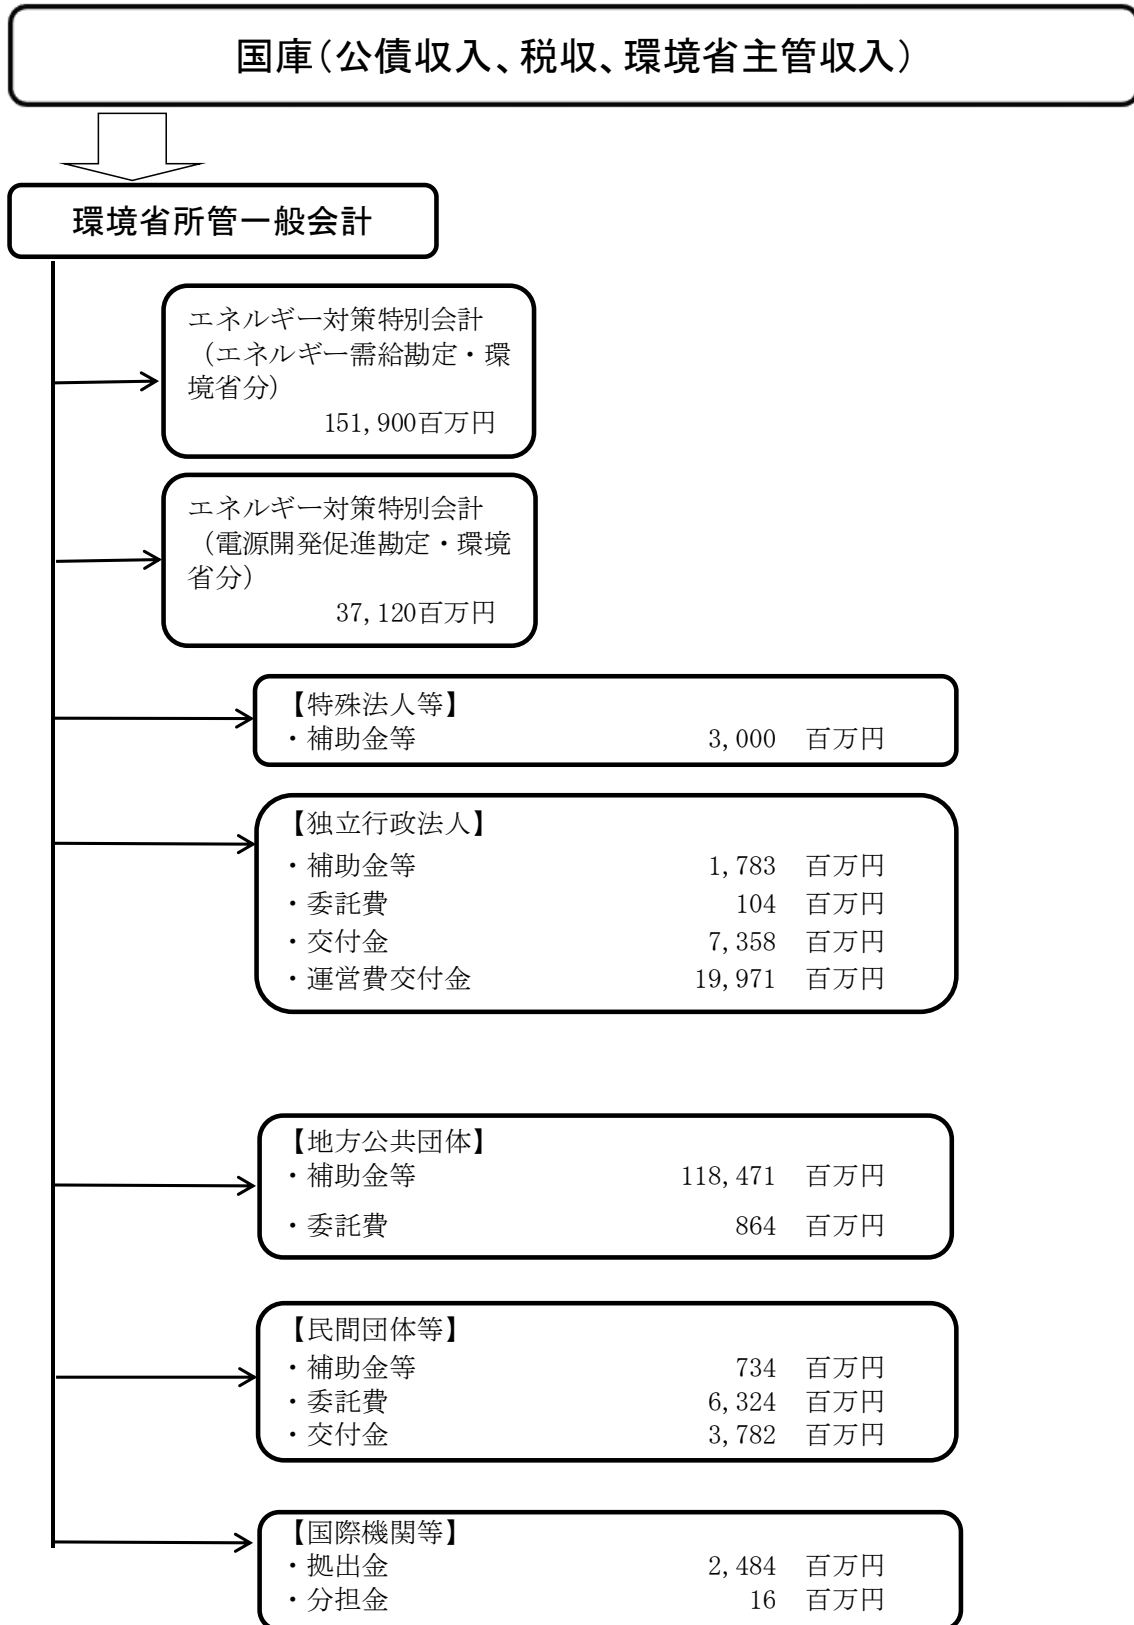 国庫(公債収入、税収、環境省主管収入)
環境省所管一般会計
エネルギー対策特別会計
(エネルギー需給勘定・環
境省分)
151,900百万円
エネルギー対策特別会計
(電源開発促進勘定・環境
省分)
37,120百万円
【特殊法人等】
・補助金等 3,000 百万円
【独立行政法人】
・補助金等 1,783 百万円
・委託費 104 百万円
・交付金 7,358 百万円
・運営費交付金 19,971 百万円
【地方公共団体】
・補助金等 118,471 百万円
・委託費 864 百万円
【民間団体等】
・補助金等 734 百万円
・委託費 6,324 百万円
・交付金 3,782 百万円
【国際機関等】
・拠出金 2,484 百万円
・分担金 16 百万円